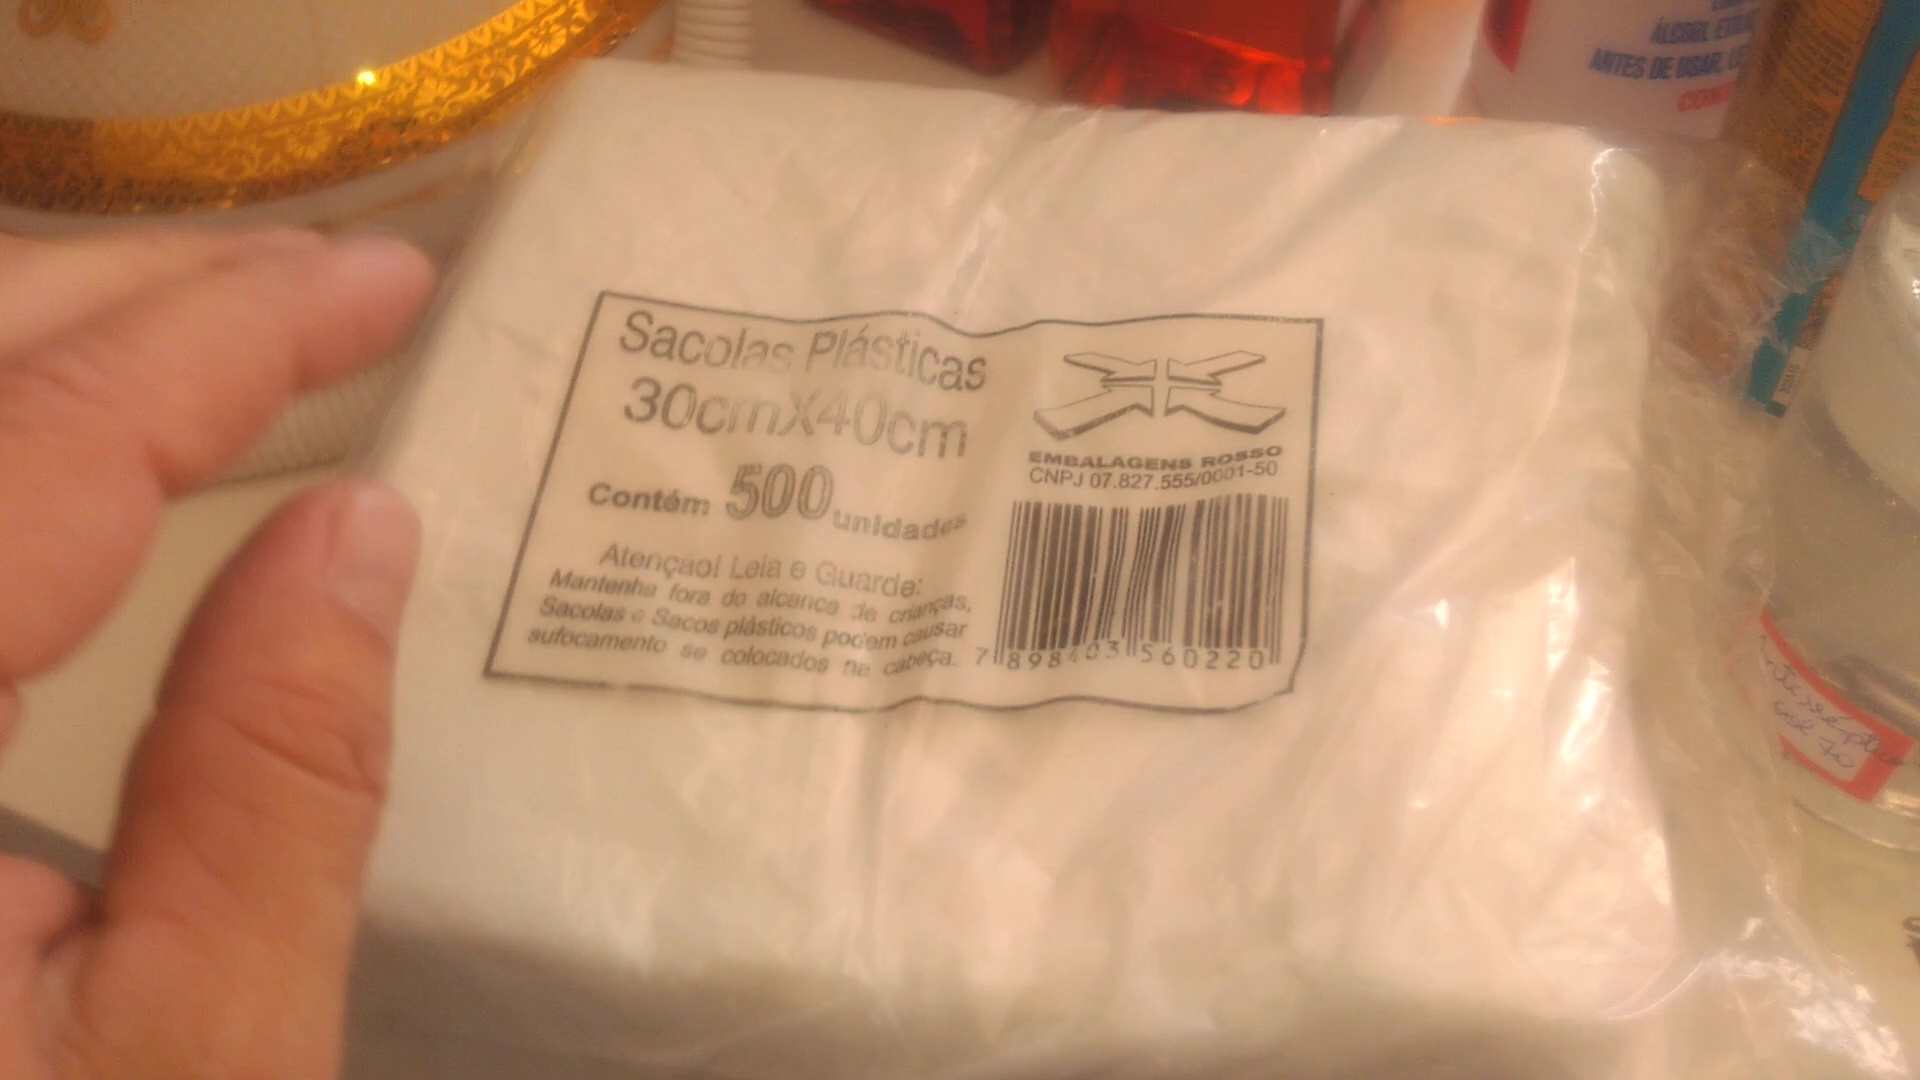 Sacolas Plásticas
30cmX40cm
Contém 500 unidades
Atençao! Leia e Guarde:
Mantenha fora do alcance de crianças,
Sacolas e Sacos plásticos podem causar
sufocamento se colocados na cabeça.
EMBALAGENS ROSSO
CNPJ 07.827.555/0001-50
7 898403 560220
ÁLCOOL
ANTES DE USAR,